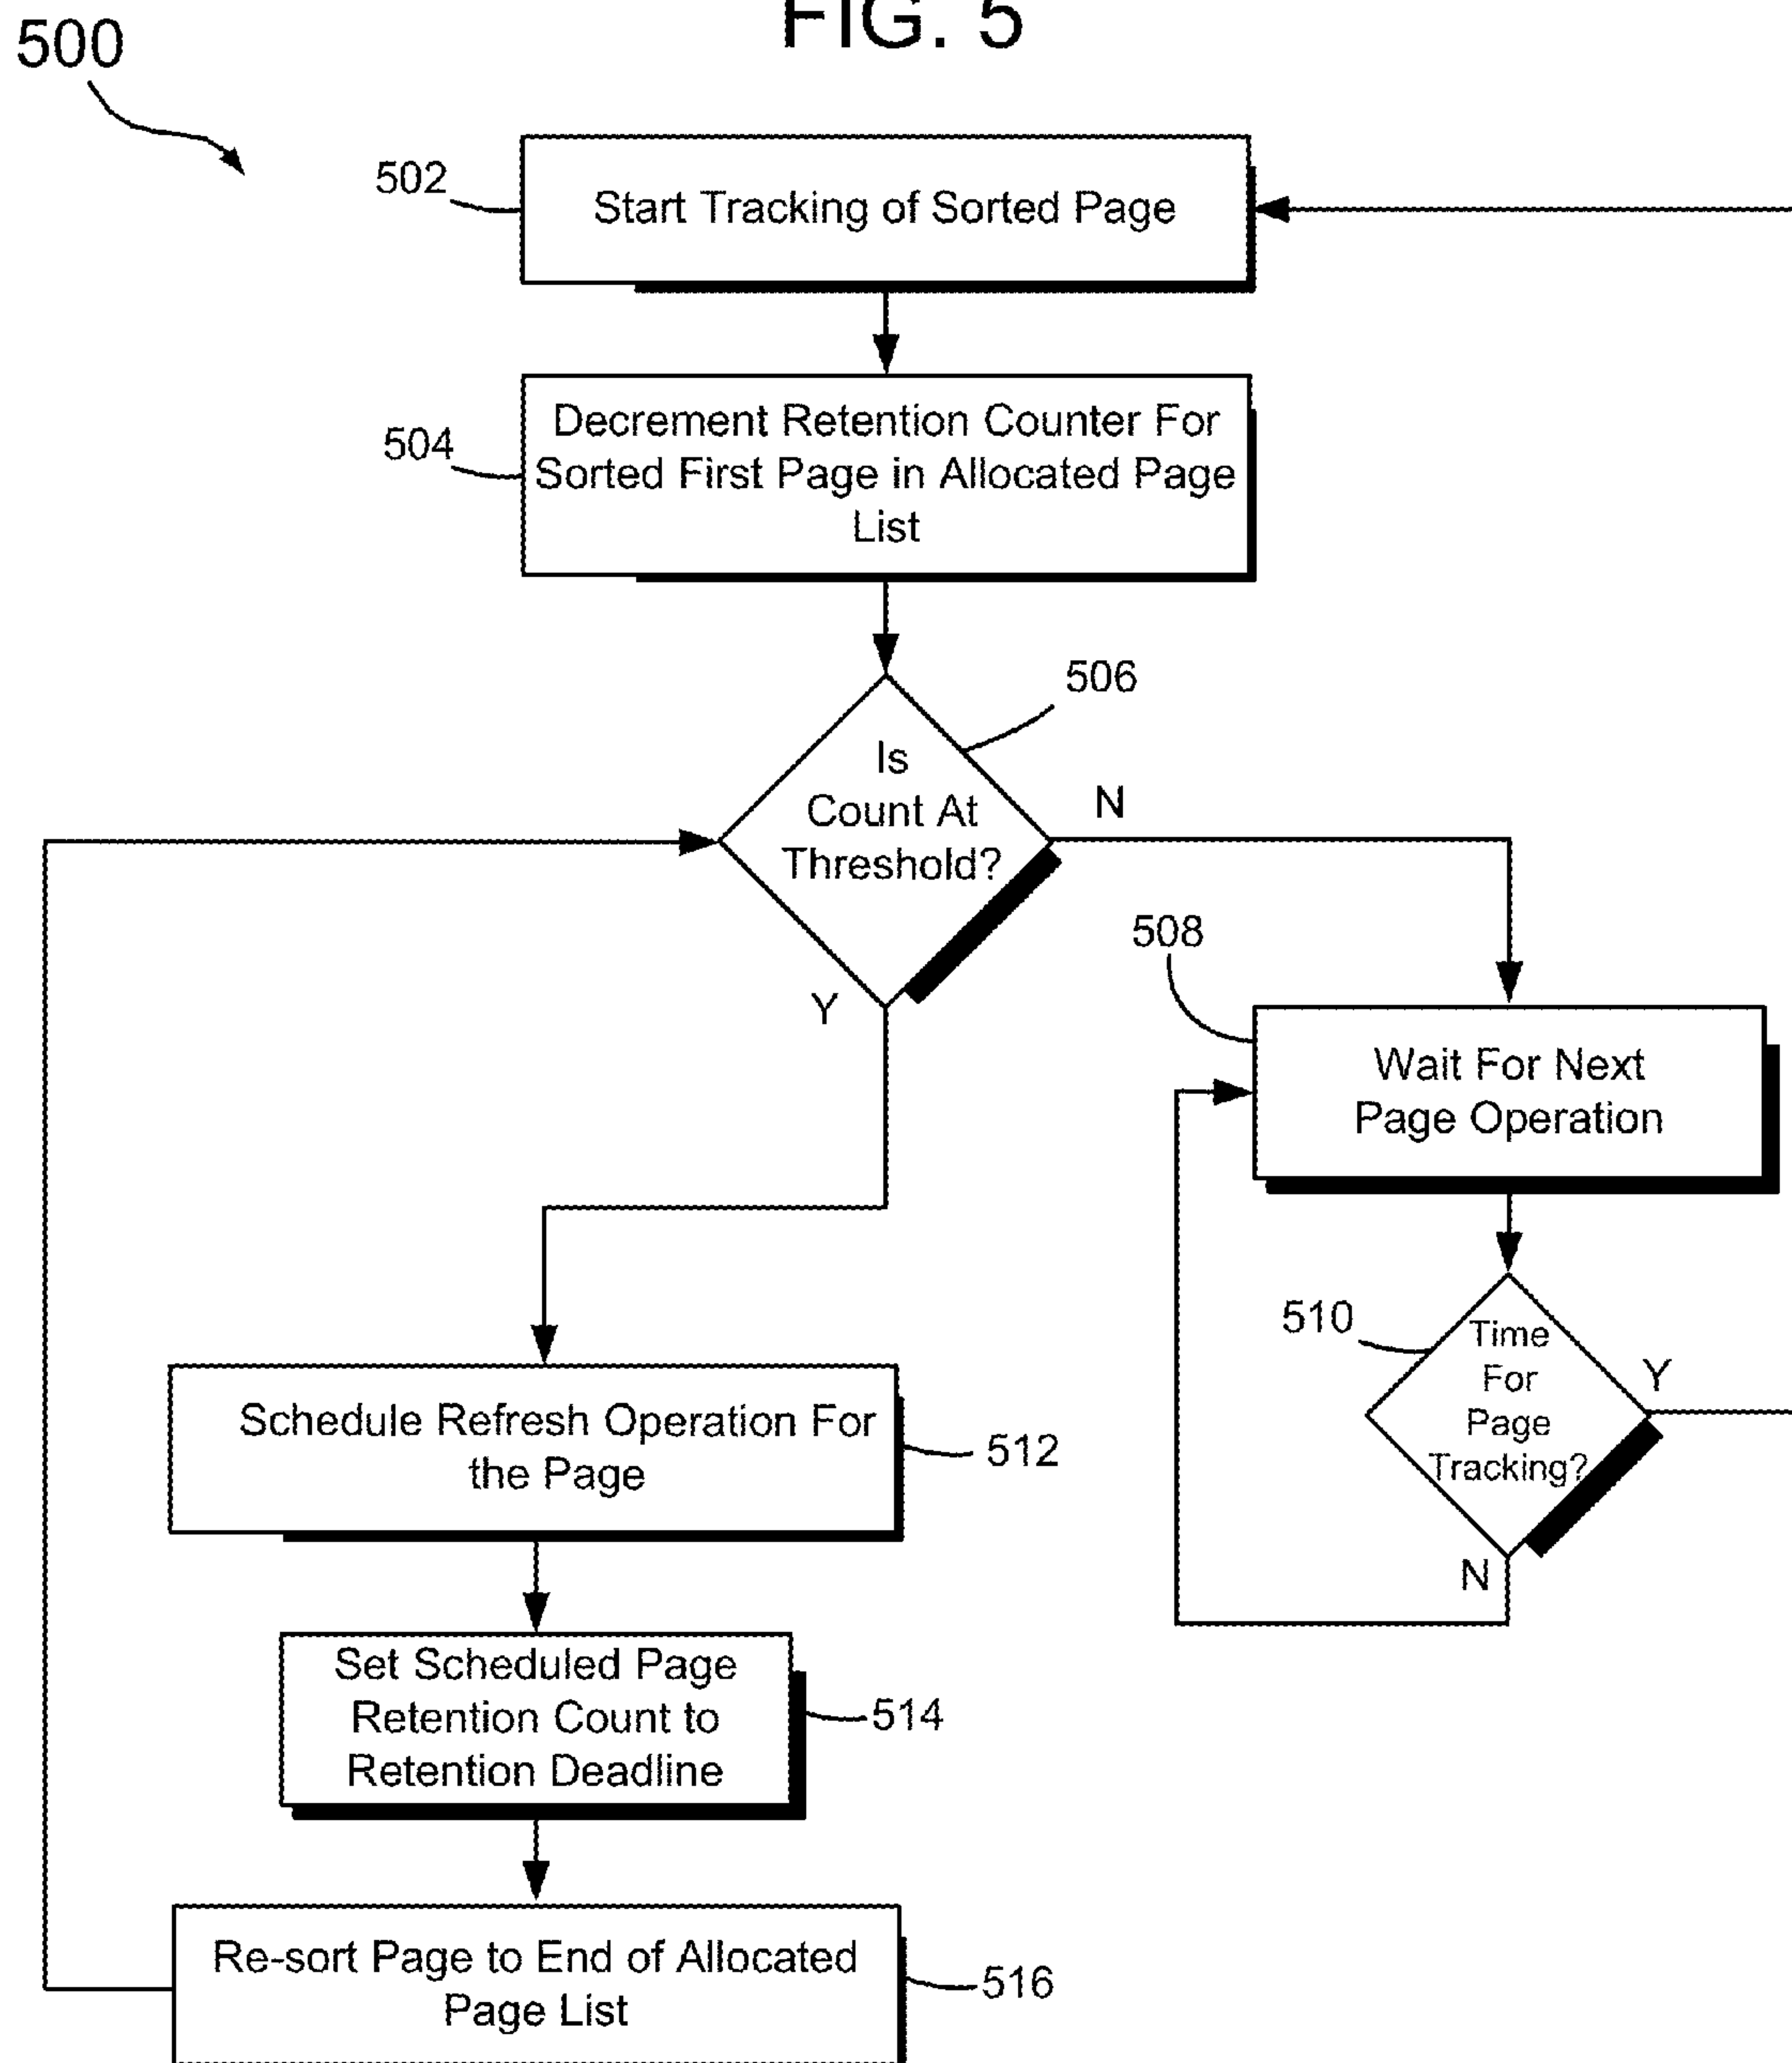 FIG. 5
500
502
Start Tracking of Sorted Page
504
Decrement Retention Counter For
Sorted First Page in Allocated Page
List
506
Is
Count At
Threshold?
N
Y
508
Wait For Next
Page Operation
510
Time
For
Page
Tracking?
Y
N
Schedule Refresh Operation For
the Page
512
Set Scheduled Page
Retention Count to
Retention Deadline
514
Re-sort Page to End of Allocated
Page List
516